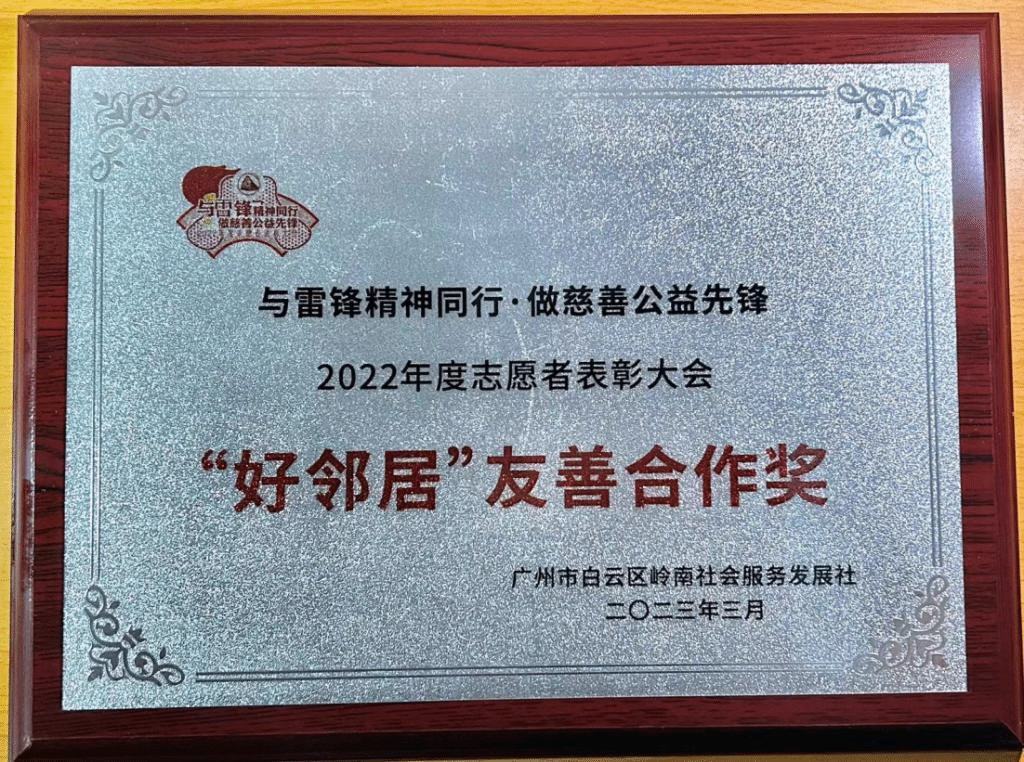 与雷锋精神同行
做慈善公益先锋
与雷锋精神同行·做慈善公益先锋
2022年度志愿者表彰大会
“好邻居”友善合作奖
广州市白云区岭南社会服务发展社
二〇二三年三月